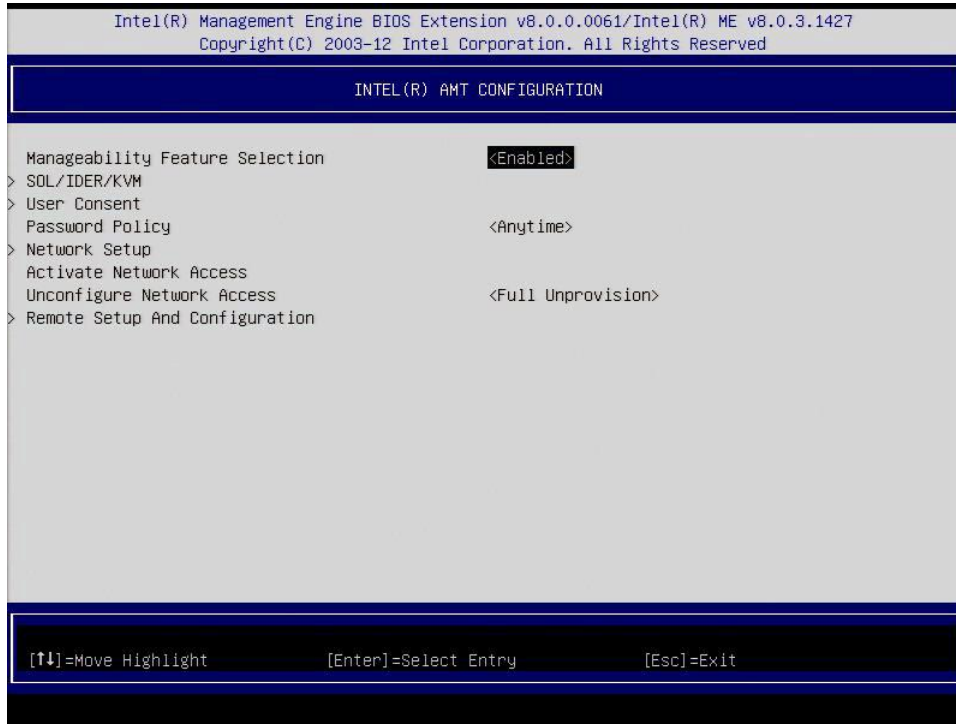 Intel(R) Management Engine BIOS Extension v8.0.0.0061/Intel(R) ME v8.0.3.1427
Copyright(C) 2003-12 Intel Corporation. All Rights Reserved
INTEL(R) AMT CONFIGURATION
Manageability Feature Selection <Enabled>
> SOL/IDER/KVM
> User Consent
Password Policy <Anytime>
> Network Setup
Activate Network Access
Unconfigure Network Access <Full Unprovision>
> Remote Setup And Configuration
[↑↓]=Move Highlight [Enter]=Select Entry [Esc]=Exit